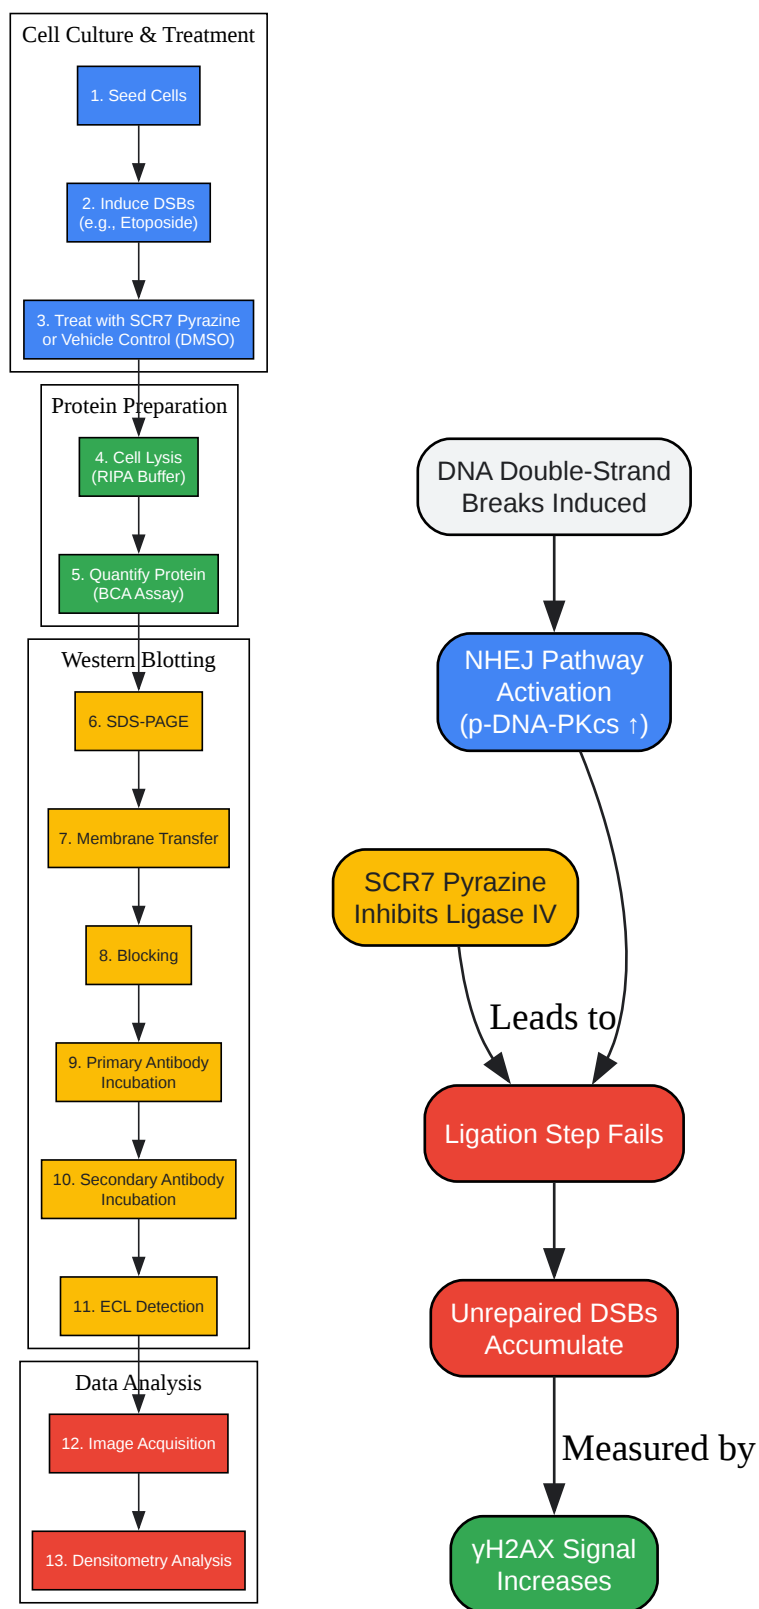 Cell Culture & Treatment
1. Seed Cells
2. Induce DSBs
(e.g., Etoposide)
3. Treat with SCR7 Pyrazine
or Vehicle Control (DMSO)
Protein Preparation
4. Cell Lysis
(RIPA Buffer)
5. Quantify Protein
(BCA Assay)
Western Blotting
6. SDS-PAGE
7. Membrane Transfer
8. Blocking
9. Primary Antibody
Incubation
10. Secondary Antibody
Incubation
11. ECL Detection
Data Analysis
12. Image Acquisition
13. Densitometry Analysis
DNA Double-Strand
Breaks Induced
NHEJ Pathway
Activation
(p-DNA-PKcs ↑)
SCR7 Pyrazine
Inhibits Ligase IV
Leads to
Ligation Step Fails
Unrepaired DSBs
Accumulate
Measured by
γH2AX Signal
Increases